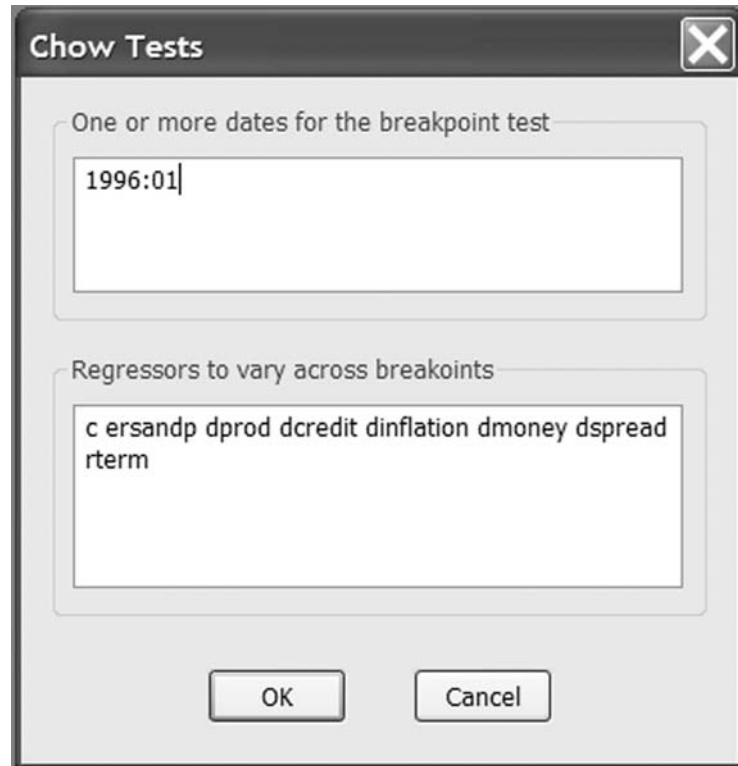 Chow Tests
One or more dates for the breakpoint test
1996:01
Regressors to vary across breakoints
c ersandp dprod dcredit dinflation dmoney dspread
rterm
OK
Cancel